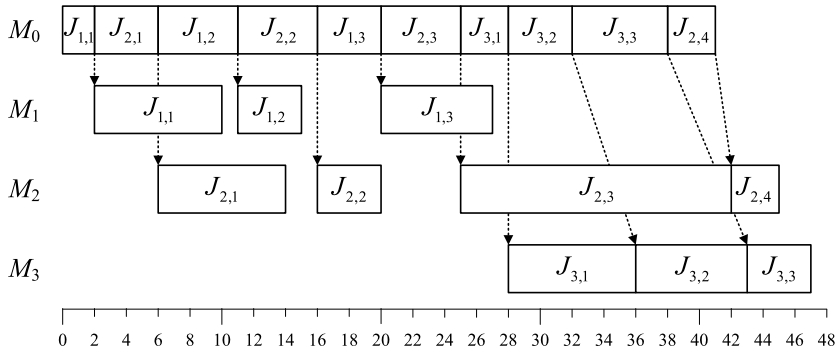 M₀ J₁,₁ J₂,₁ J₁,₂ J₂,₂ J₁,₃ J₂,₃ J₃,₁ J₃,₂ J₃,₃ J₂,₄
M₁ J₁,₁ J₁,₂ J₁,₃
M₂ J₂,₁ J₂,₂ J₂,₃ J₂,₄
M₃ J₃,₁ J₃,₂ J₃,₃
0 2 4 6 8 10 12 14 16 18 20 22 24 26 28 30 32 34 36 38 40 42 44 46 48